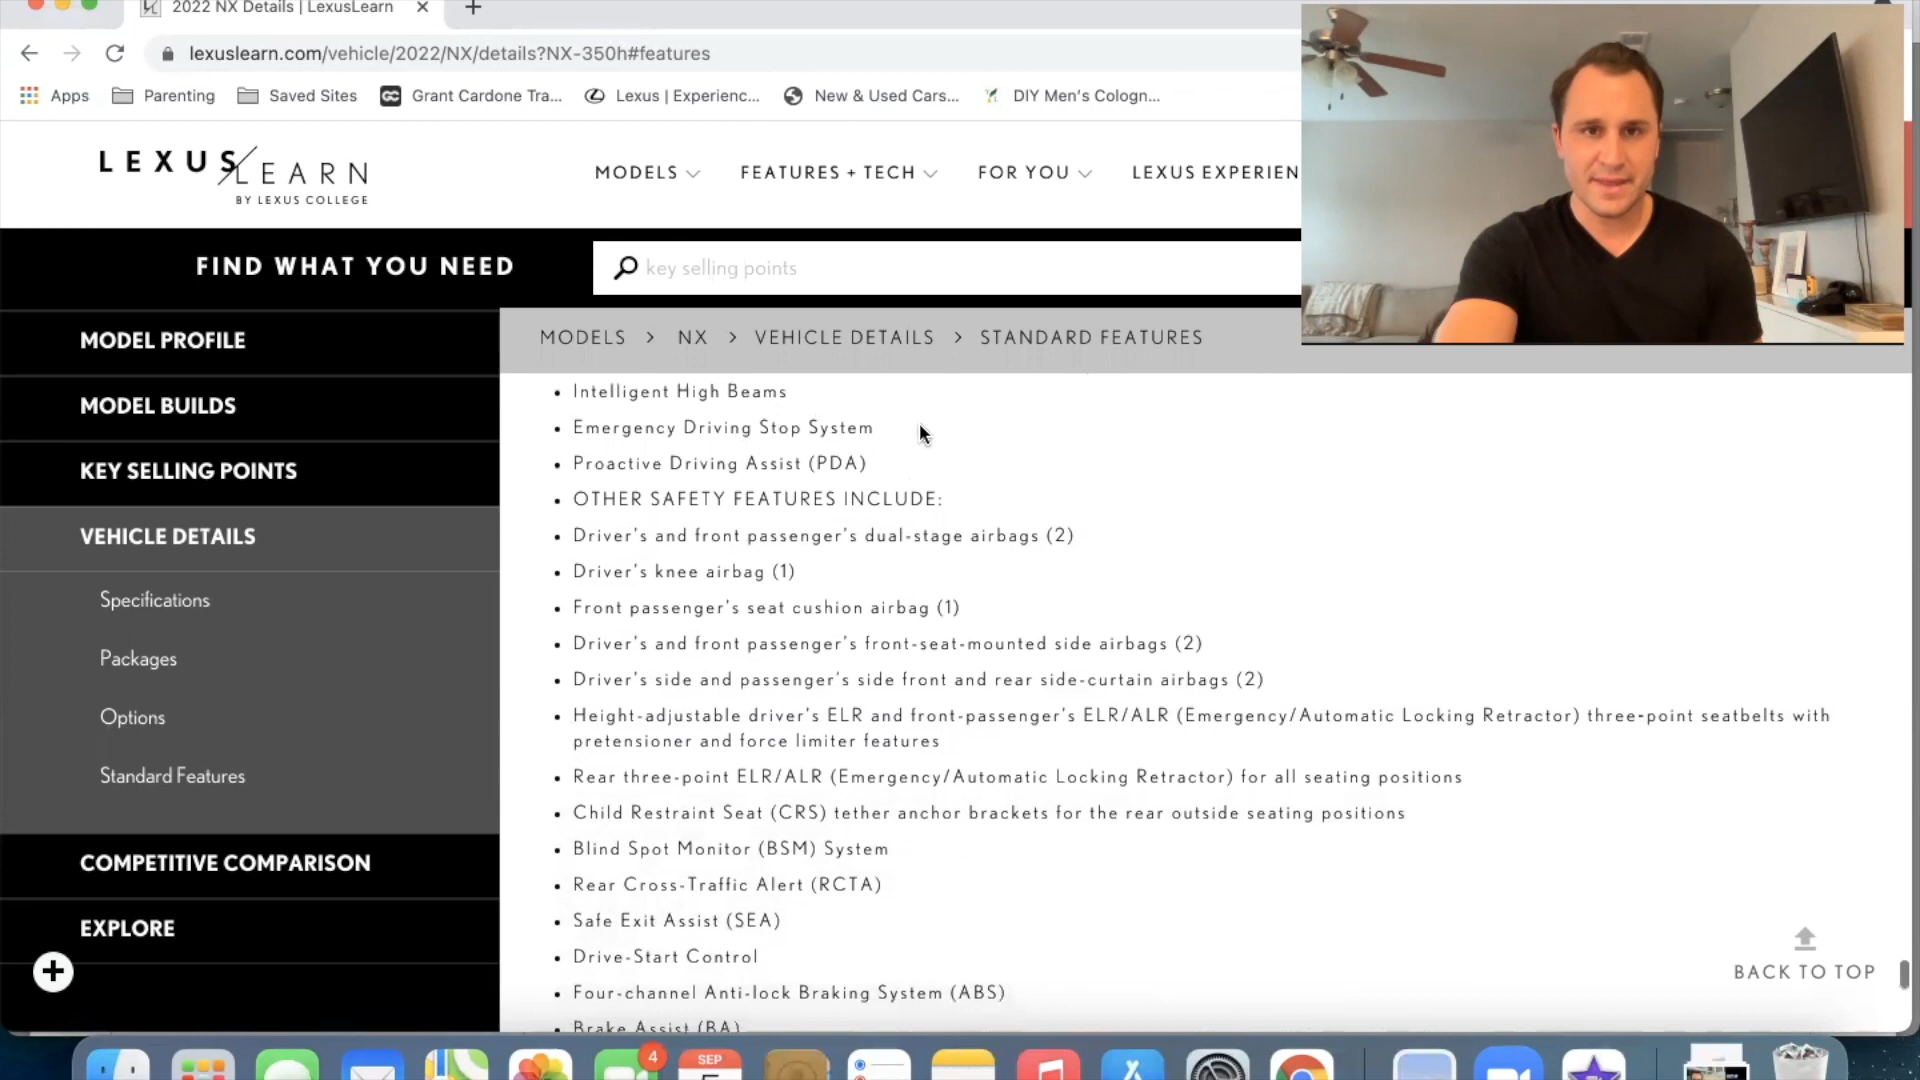 2022 NX Details | LexusLearn
lexuslearn.com/vehicle/2022/NX/details?NX-350h#features
Apps
Parenting
Saved Sites
GC
Grant Cardone Tra...
Lexus | Experienc...
New & Used Cars...
DIY Men's Cologn...
LEXUS
LEARN
BY LEXUS COLLEGE
MODELS
FEATURES + TECH
FOR YOU
LEXUS EXPERIEN
FIND WHAT YOU NEED
key selling points
MODELS > NX > VEHICLE DETAILS > STANDARD FEATURES
MODEL PROFILE
MODEL BUILDS
KEY SELLING POINTS
VEHICLE DETAILS
Specifications
Packages
Options
Standard Features
COMPETITIVE COMPARISON
EXPLORE
• Intelligent High Beams
• Emergency Driving Stop System
• Proactive Driving Assist (PDA)
• OTHER SAFETY FEATURES INCLUDE:
• Driver's and front passenger's dual-stage airbags (2)
• Driver's knee airbag (1)
• Front passenger's seat cushion airbag (1)
• Driver's and front passenger's front-seat-mounted side airbags (2)
• Driver's side and passenger's side front and rear side-curtain airbags (2)
• Height-adjustable driver's ELR and front-passenger's ELR/ALR (Emergency/Automatic Locking Retractor) three-point seatbelts with
pretensioner and force limiter features
• Rear three-point ELR/ALR (Emergency/Automatic Locking Retractor) for all seating positions
• Child Restraint Seat (CRS) tether anchor brackets for the rear outside seating positions
• Blind Spot Monitor (BSM) System
• Rear Cross-Traffic Alert (RCTA)
• Safe Exit Assist (SEA)
• Drive-Start Control
• Four-channel Anti-lock Braking System (ABS)
• Brake Assist (BA)
BACK TO TOP
4
SEP